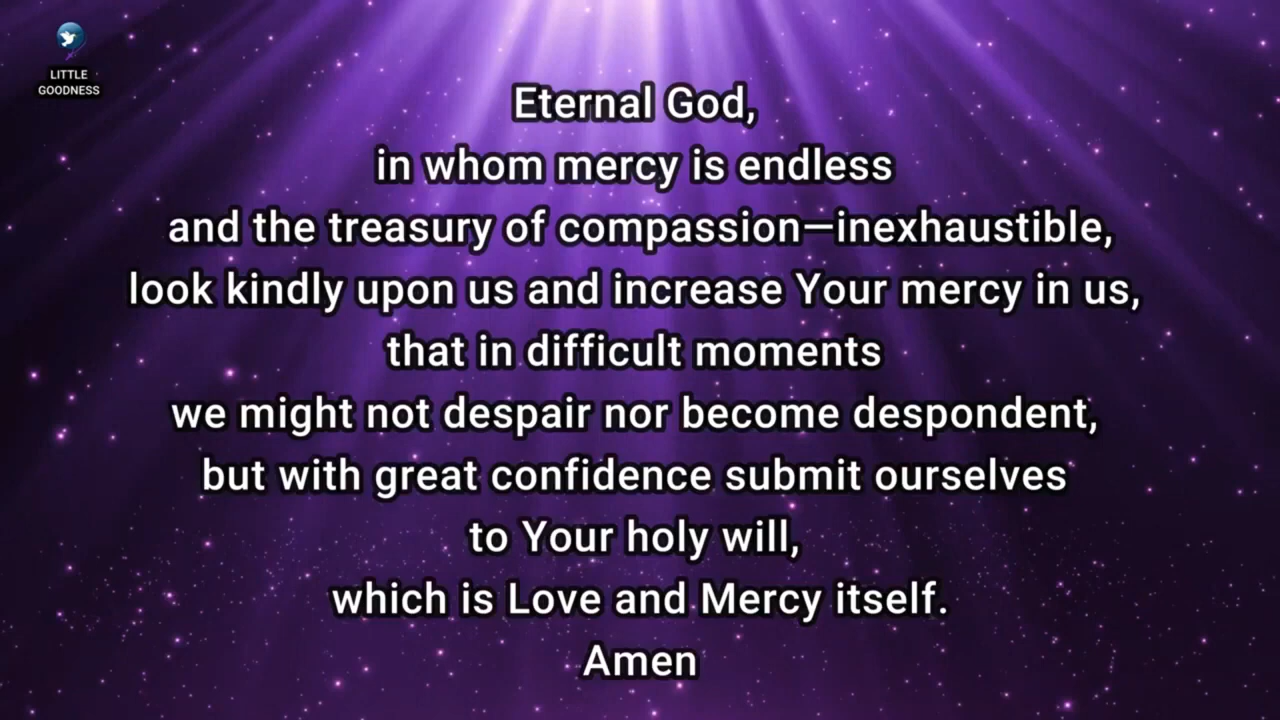 LITTLE
GOODNESS
Eternal God,
in whom mercy is endless
and the treasury of compassion—inexhaustible,
look kindly upon us and increase Your mercy in us,
that in difficult moments
we might not despair nor become despondent,
but with great confidence submit ourselves
to Your holy will,
which is Love and Mercy itself.
Amen